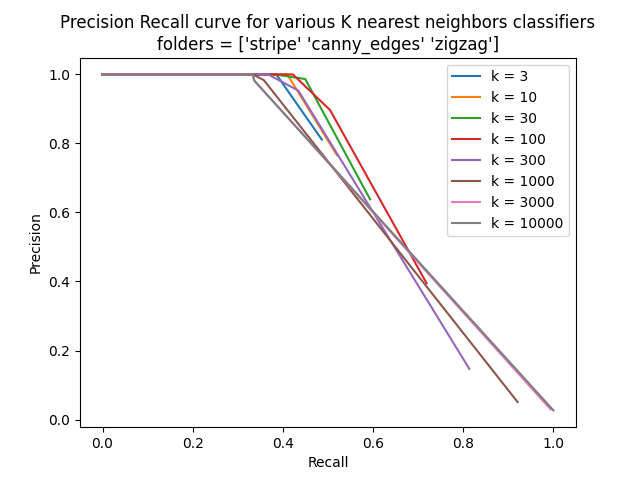 Precision Recall curve for various K nearest neighbors classifiers
folders = ['stripe' 'canny_edges' 'zigzag']
Precision
1.0
0.8
0.6
0.4
0.2
0.0
k = 3
k = 10
k = 30
k = 100
k = 300
k = 1000
k = 3000
k = 10000
0.0 0.2 0.4 0.6 0.8 1.0
Recall